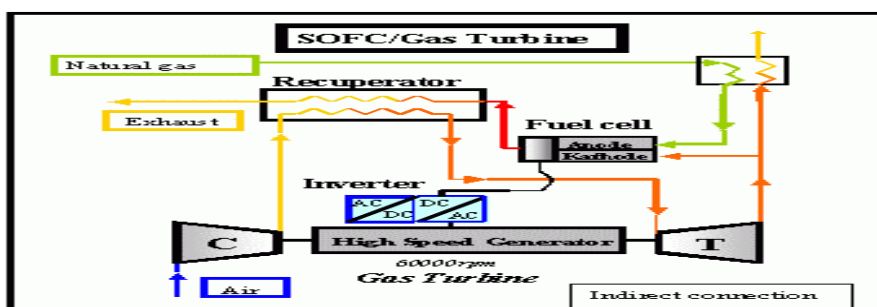 SOFC/Gas Turbine
Natural gas
Recuperator
Exhaust
Fuel cell
Anode
Kathode
Inverter
AC
DC
DC
AC
C
High Speed Generator
T
60000rpm
Gas Turbine
Air
Indirect connection